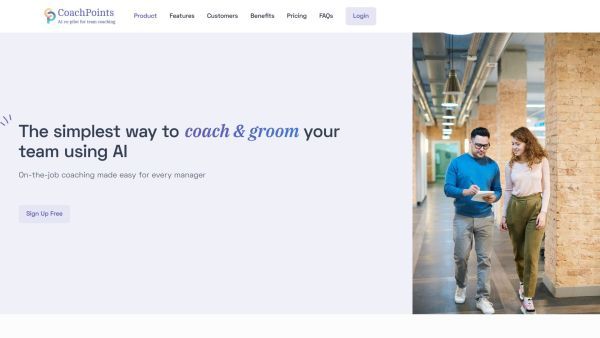 CoachPoints
AI co-pilot for team coaching
Product Features Customers Benefits Pricing FAQs Login
The simplest way to coach & groom your
team using AI
On-the-job coaching made easy for every manager
Sign Up Free